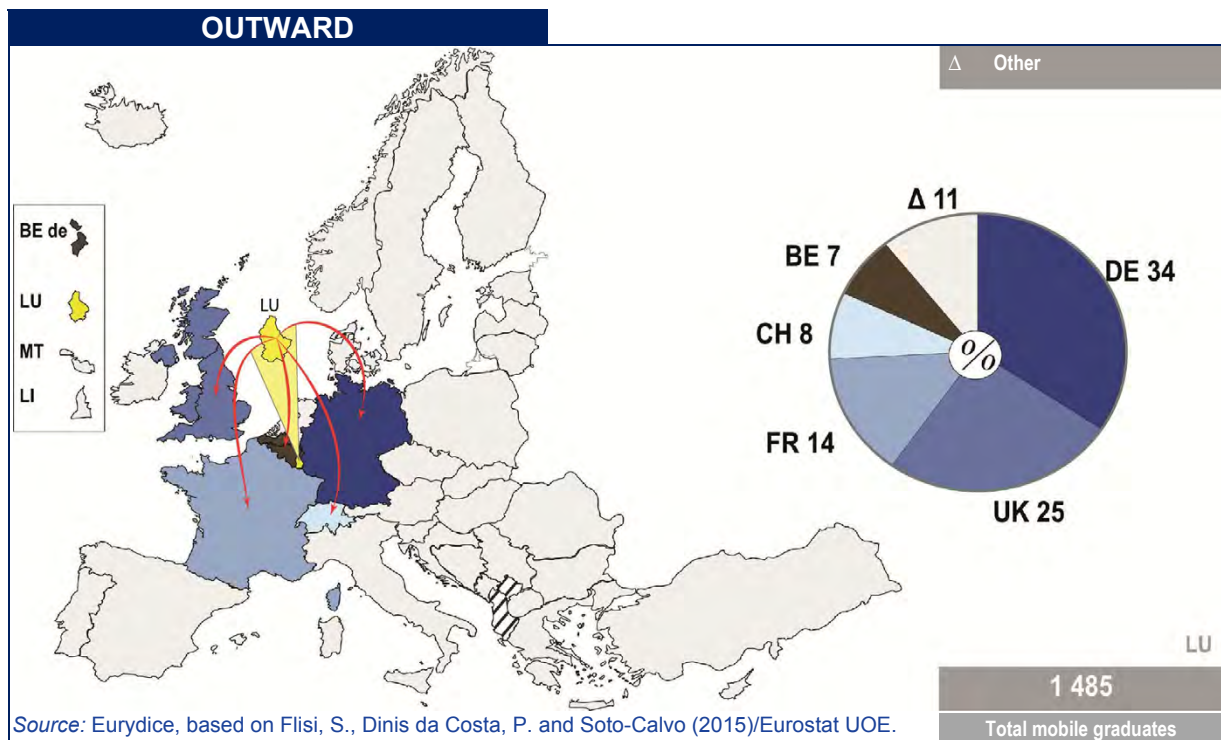 OUTWARD
Δ Other
BE de
LU
MT
LI
LU
Δ 11
BE 7
DE 34
CH 8
%
FR 14
UK 25
LU
1 485
Total mobile graduates
Source: Eurydice, based on Flisi, S., Dinis da Costa, P. and Soto-Calvo (2015)/Eurostat UOE.